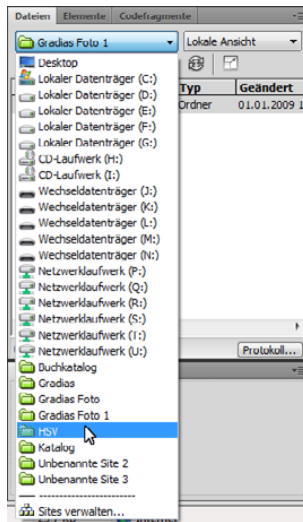 Dateien Elemente Codefragmente
Gradias Foto 1 Lokale Ansicht
Desktop
Lokaler Datenträger (C:)
Lokaler Datenträger (D:)
Lokaler Datenträger (E:)
Lokaler Datenträger (F:)
Lokaler Datenträger (G:)
CD-Laufwerk (H:)
CD-Laufwerk (I:)
Wechseldatenträger (J:)
Wechseldatenträger (K:)
Wechseldatenträger (L:)
Wechseldatenträger (M:)
Wechseldatenträger (N:)
Netzwerklaufwerk (P:)
Netzwerklaufwerk (Q:)
Netzwerklaufwerk (R:)
Netzwerklaufwerk (S:)
Netzwerklaufwerk (T:)
Netzwerklaufwerk (U:)
Buchkatalog
Gradias
Gradias Foto
Gradias Foto 1
HSV
Katalog
Unbenannte Site 2
Unbenannte Site 3
------------------------
Sites verwalten...
Typ Geändert
Ordner 01.01.2009 1
Protokoll...